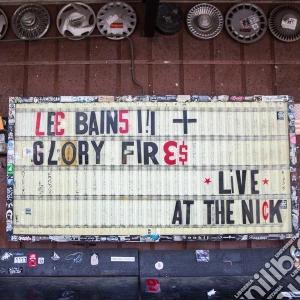 LEE BAINS III +
GLORY FIRES
* LiVE *
AT THE NICK